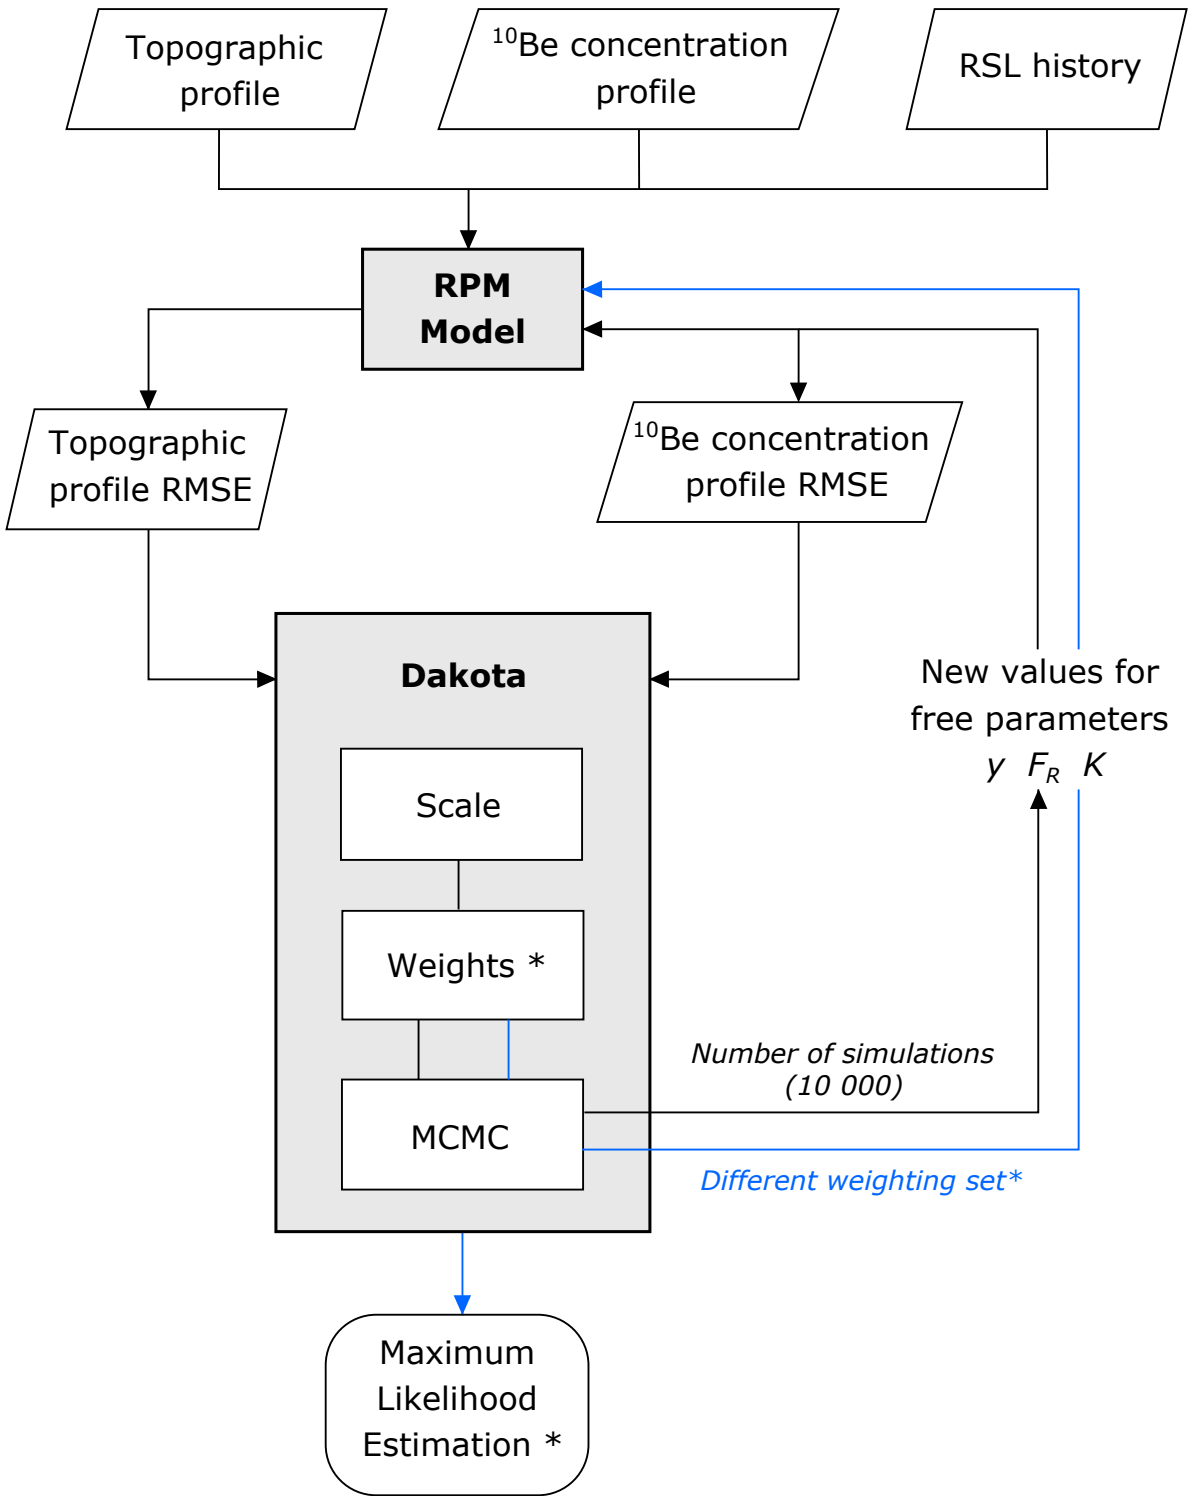 Topographic
profile
¹⁰Be concentration
profile
RSL history
RPM
Model
Topographic
profile RMSE
¹⁰Be concentration
profile RMSE
Dakota
Scale
Weights *
MCMC
New values for
free parameters
y F_R K
Number of simulations
(10 000)
Different weighting set*
Maximum
Likelihood
Estimation *